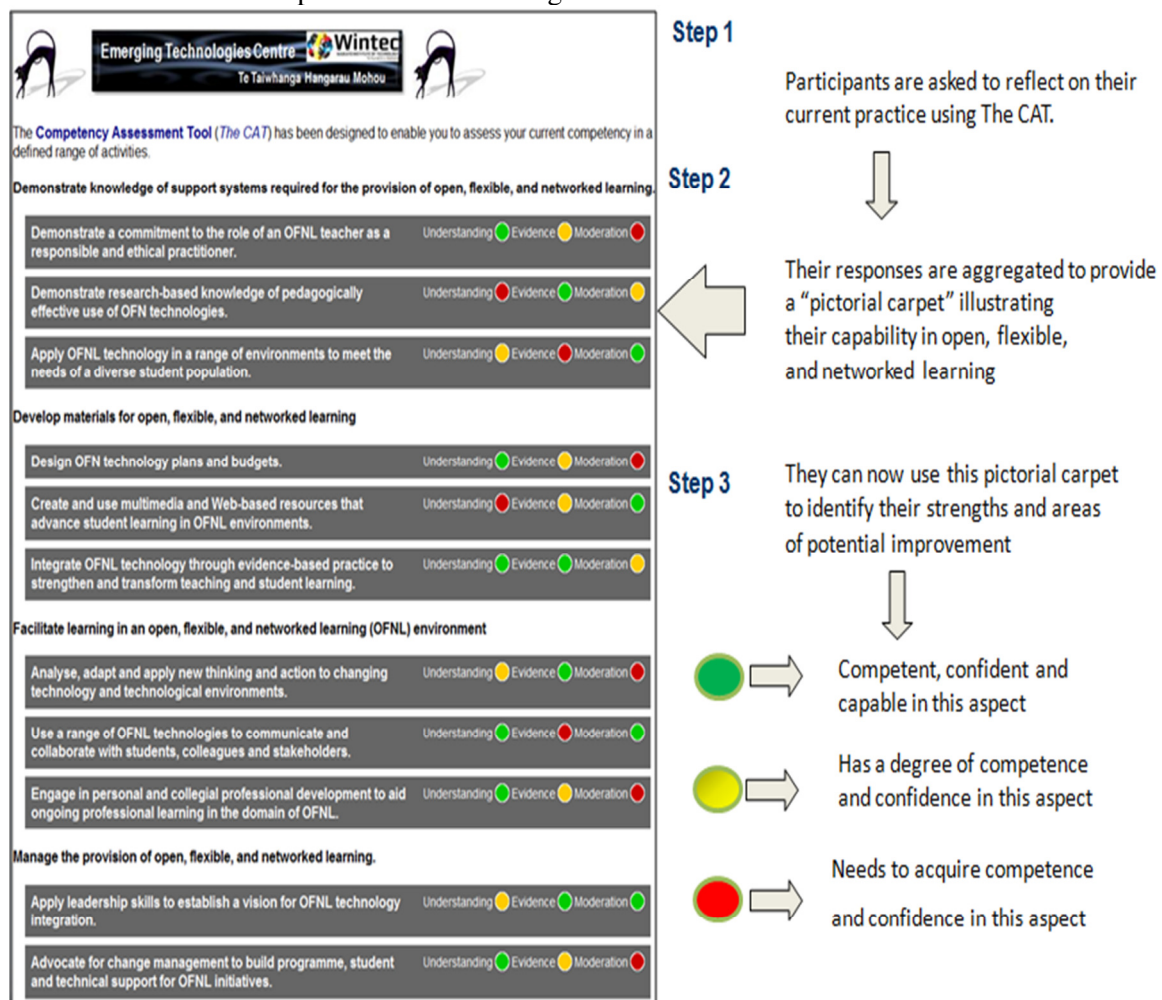 Emerging Technologies Centre
Wintec
Te Taiwhanga Hangarau Mohou
The Competency Assessment Tool (The CAT) has been designed to enable you to assess your current competency in a
defined range of activities.
Demonstrate knowledge of support systems required for the provision of open, flexible, and networked learning.
Demonstrate a commitment to the role of an OFNL teacher as a
responsible and ethical practitioner.
Understanding Evidence Moderation
Demonstrate research-based knowledge of pedagogically
effective use of OFN technologies.
Understanding Evidence Moderation
Apply OFNL technology in a range of environments to meet the
needs of a diverse student population.
Understanding Evidence Moderation
Develop materials for open, flexible, and networked learning
Design OFN technology plans and budgets.
Understanding Evidence Moderation
Create and use multimedia and Web-based resources that
advance student learning in OFNL environments.
Understanding Evidence Moderation
Integrate OFNL technology through evidence-based practice to
strengthen and transform teaching and student learning.
Understanding Evidence Moderation
Facilitate learning in an open, flexible, and networked learning (OFNL) environment
Analyse, adapt and apply new thinking and action to changing
technology and technological environments.
Understanding Evidence Moderation
Use a range of OFNL technologies to communicate and
collaborate with students, colleagues and stakeholders.
Understanding Evidence Moderation
Engage in personal and collegial professional development to aid
ongoing professional learning in the domain of OFNL.
Understanding Evidence Moderation
Manage the provision of open, flexible, and networked learning.
Apply leadership skills to establish a vision for OFNL technology
integration.
Understanding Evidence Moderation
Advocate for change management to build programme, student
and technical support for OFNL initiatives.
Understanding Evidence Moderation
Step 1
Participants are asked to reflect on their
current practice using The CAT.
Step 2
Their responses are aggregated to provide
a “pictorial carpet” illustrating
their capability in open, flexible,
and networked learning
Step 3
They can now use this pictorial carpet
to identify their strengths and areas
of potential improvement
Competent, confident and
capable in this aspect
Has a degree of competence
and confidence in this aspect
Needs to acquire competence
and confidence in this aspect